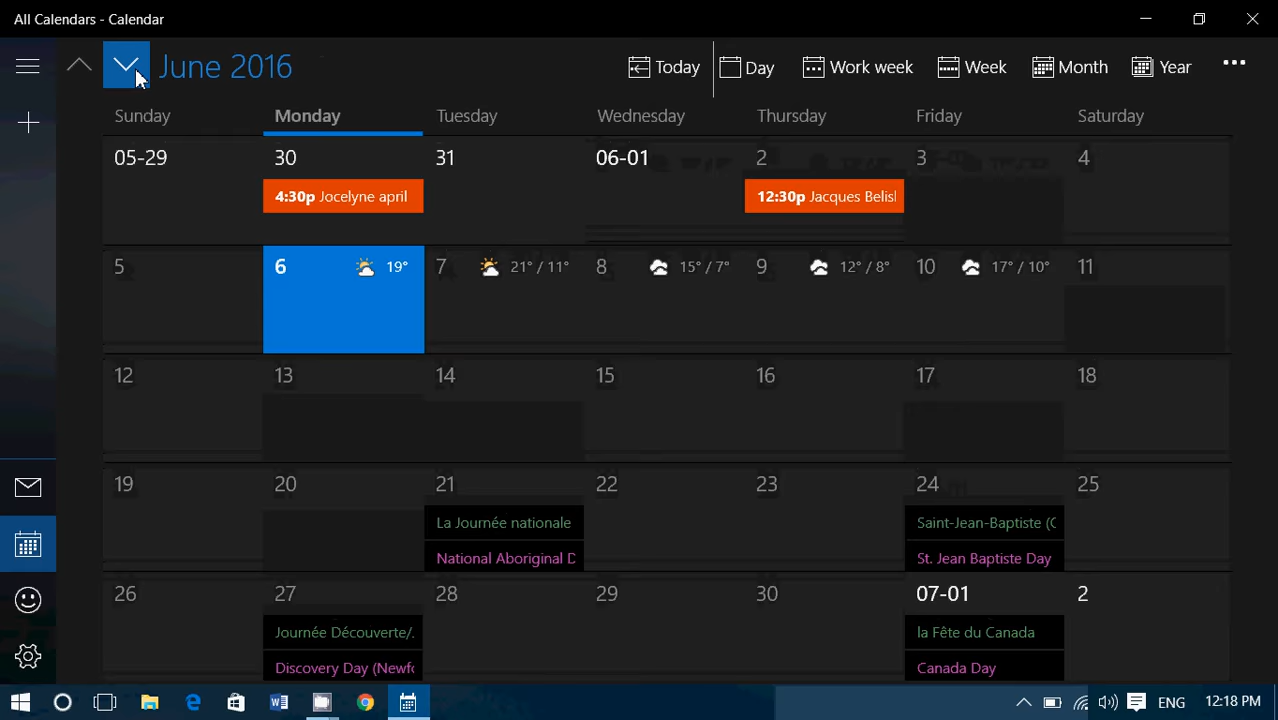 All Calendars - Calendar
June 2016
Today
Day
Work week
Week
Month
Year
Sunday Monday Tuesday Wednesday Thursday Friday Saturday
05-29 30 31 06-01 2 3 4
4:30p Jocelyne april
12:30p Jacques Belisl
5 6 19° 7 21° / 11° 8 15° / 7° 9 12° / 8° 10 17° / 10° 11
12 13 14 15 16 17 18
19 20 21 22 23 24 25
La Journée nationale
Saint-Jean-Baptiste (
National Aboriginal D
St. Jean Baptiste Day
26 27 28 29 30 07-01 2
Journée Découverte/.
la Fête du Canada
Discovery Day (Newfo
Canada Day
W
ENG
12:18 PM